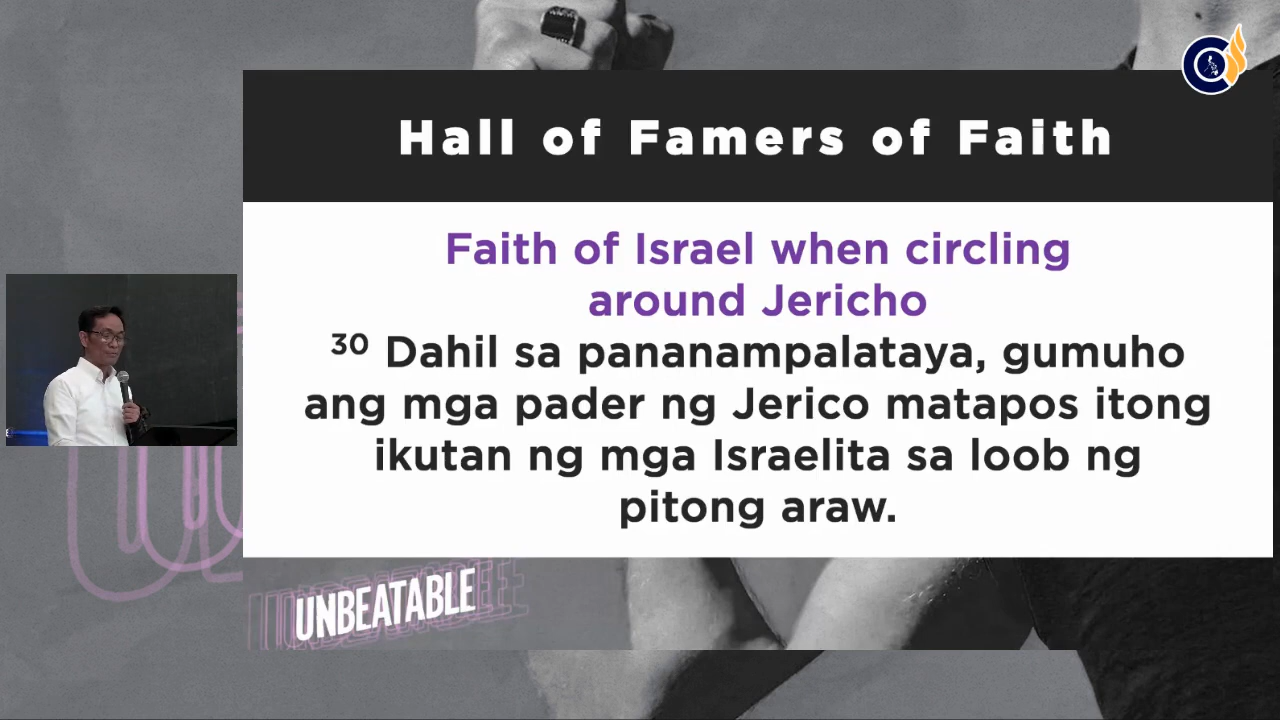 Hall of Famers of Faith
Faith of Israel when circling
around Jericho
30 Dahil sa pananampalataya, gumuho
ang mga pader ng Jerico matapos itong
ikutan ng mga Israelita sa loob ng
pitong araw.
UNBEATABLE